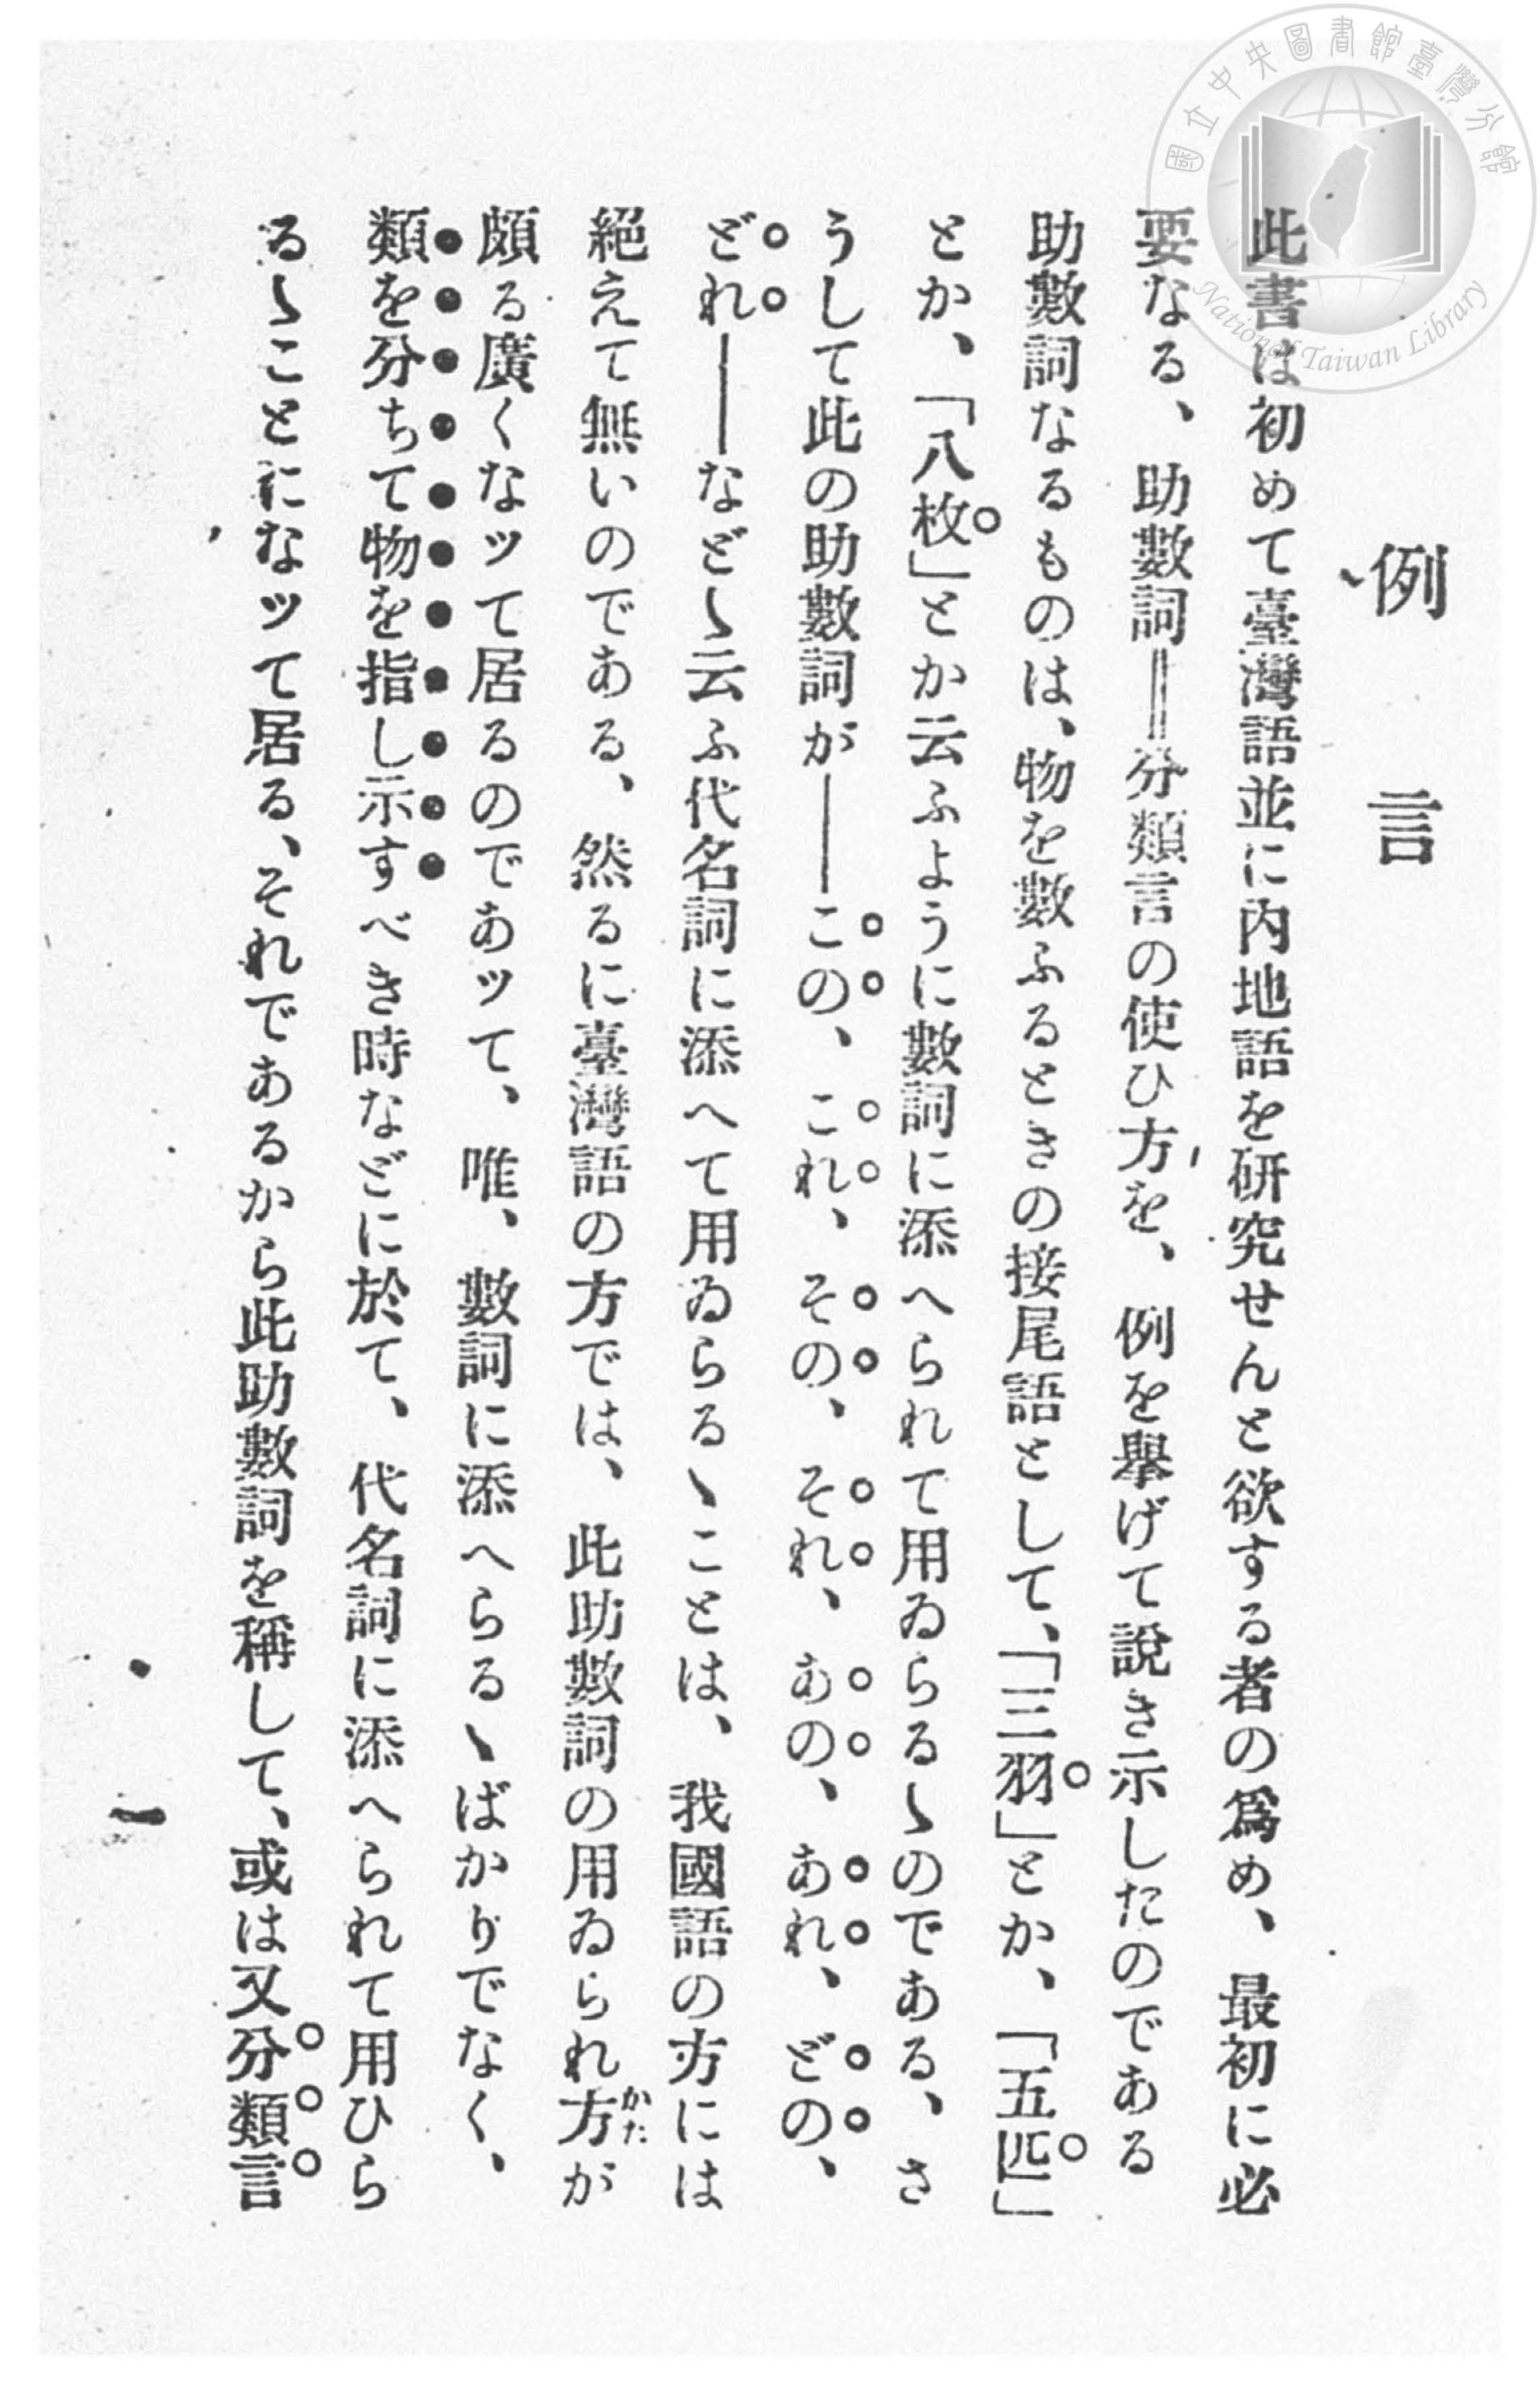 國立中央圖書館臺灣分館
National Taiwan Library
例言
此書は初めて臺灣語並に内地語を研究せんと欲する者の爲め、最初に必
要なる、助數詞＝分類言の使ひ方を、例を擧げて說き示したのである
助數詞なるものは、物を數ふるときの接尾語として、「三羽」とか、「五匹」
とか、「八枚」とか云ふように數詞に添へられて用ゐらるゝのである、さ
うして此の助數詞が――この、これ、その、それ、あの、あれ、どの、
どれ――などゝ云ふ代名詞に添へて用ゐらるゝことは、我國語の方には
絕えて無いのである、然るに臺灣語の方では、此助數詞の用ゐられ方が
かた
頗る廣くなッて居るのであッて、唯、數詞に添へらるゝばかりでなく、
類を分ちて物を指し示すべき時などに於て、代名詞に添へられて用ひら
るゝことになッて居る、それであるから此助數詞を稱して、或は又分類言
一